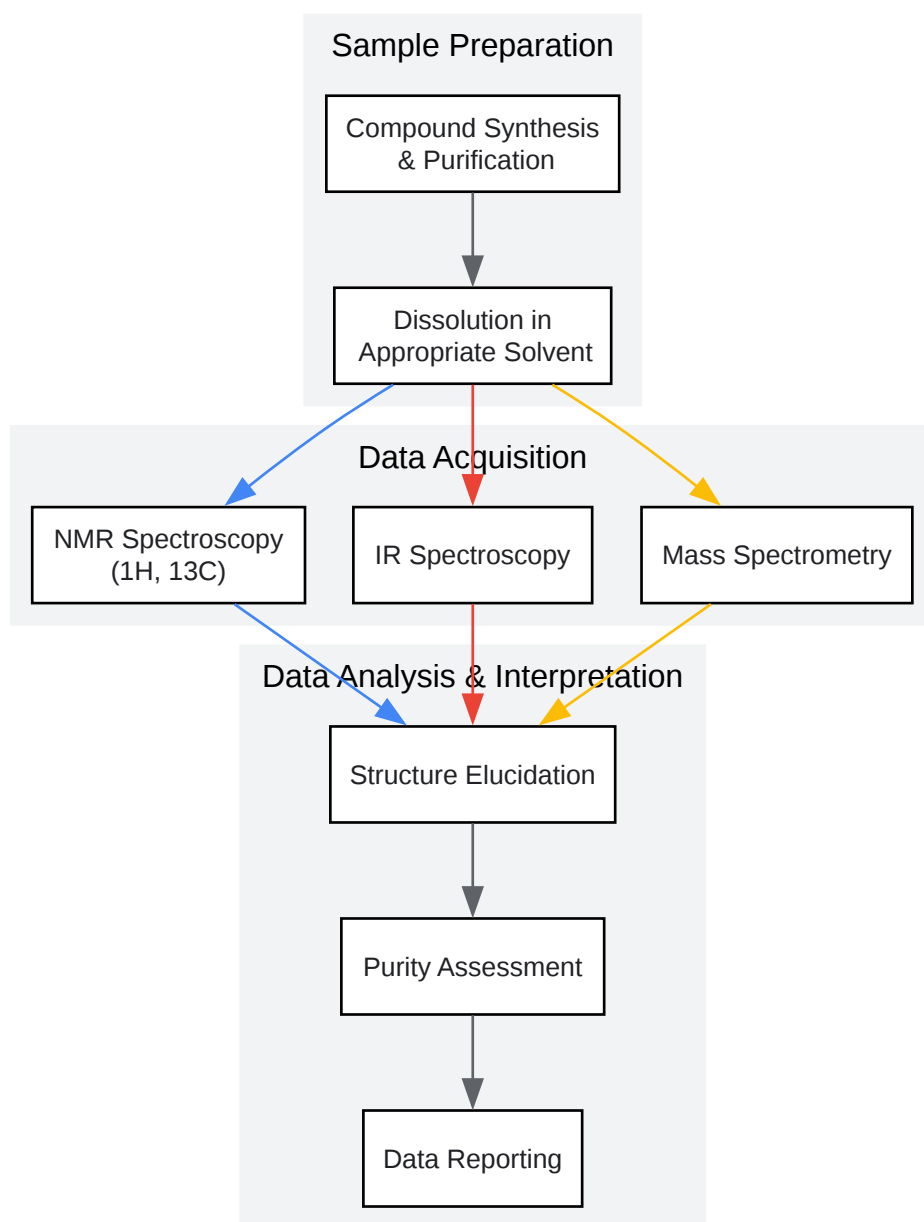 Sample Preparation
Compound Synthesis
& Purification
Dissolution in
Appropriate Solvent
Data Acquisition
NMR Spectroscopy
(1H, 13C)
IR Spectroscopy
Mass Spectrometry
Data Analysis & Interpretation
Structure Elucidation
Purity Assessment
Data Reporting